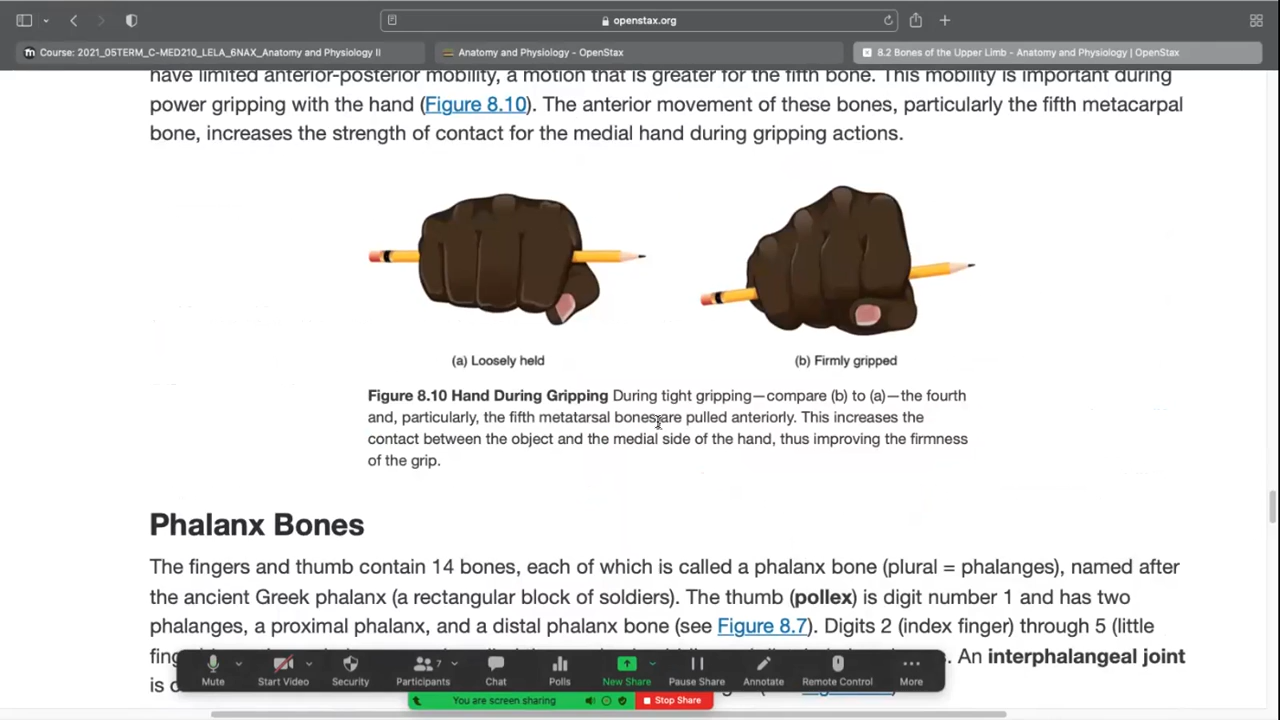 openstax.org
Course: 2021_05TERM_C-MED210_LELA_6NAX_Anatomy and Physiology II
Anatomy and Physiology - OpenStax
8.2 Bones of the Upper Limb - Anatomy and Physiology | OpenStax
have limited anterior-posterior mobility, a motion that is greater for the fifth bone. This mobility is important during
power gripping with the hand (Figure 8.10). The anterior movement of these bones, particularly the fifth metacarpal
bone, increases the strength of contact for the medial hand during gripping actions.
(a) Loosely held
(b) Firmly gripped
Figure 8.10 Hand During Gripping During tight gripping—compare (b) to (a)—the fourth
and, particularly, the fifth metatarsal bones are pulled anteriorly. This increases the
contact between the object and the medial side of the hand, thus improving the firmness
of the grip.
Phalanx Bones
The fingers and thumb contain 14 bones, each of which is called a phalanx bone (plural = phalanges), named after
the ancient Greek phalanx (a rectangular block of soldiers). The thumb (pollex) is digit number 1 and has two
phalanges, a proximal phalanx, and a distal phalanx bone (see Figure 8.7). Digits 2 (index finger) through 5 (little
An interphalangeal joint
is
Mute
Start Video
Security
7
Participants
Chat
Polls
New Share
Pause Share
Annotate
Remote Control
More
You are screen sharing
Stop Share